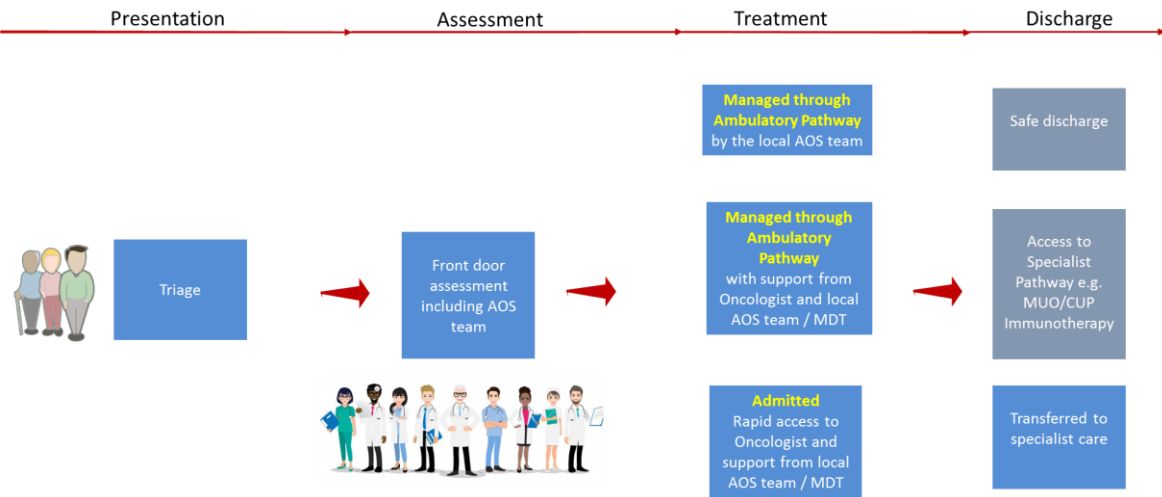 Presentation
Assessment
Treatment
Discharge
Triage
Front door
assessment
including AOS
team
Managed through
Ambulatory Pathway
by the local AOS team
Managed through
Ambulatory
Pathway
with support from
Oncologist and local
AOS team / MDT
Admitted
Rapid access to
Oncologist and
support from local
AOS team / MDT
Safe discharge
Access to
Specialist
Pathway e.g.
MUO/CUP
Immunotherapy
Transferred to
specialist care